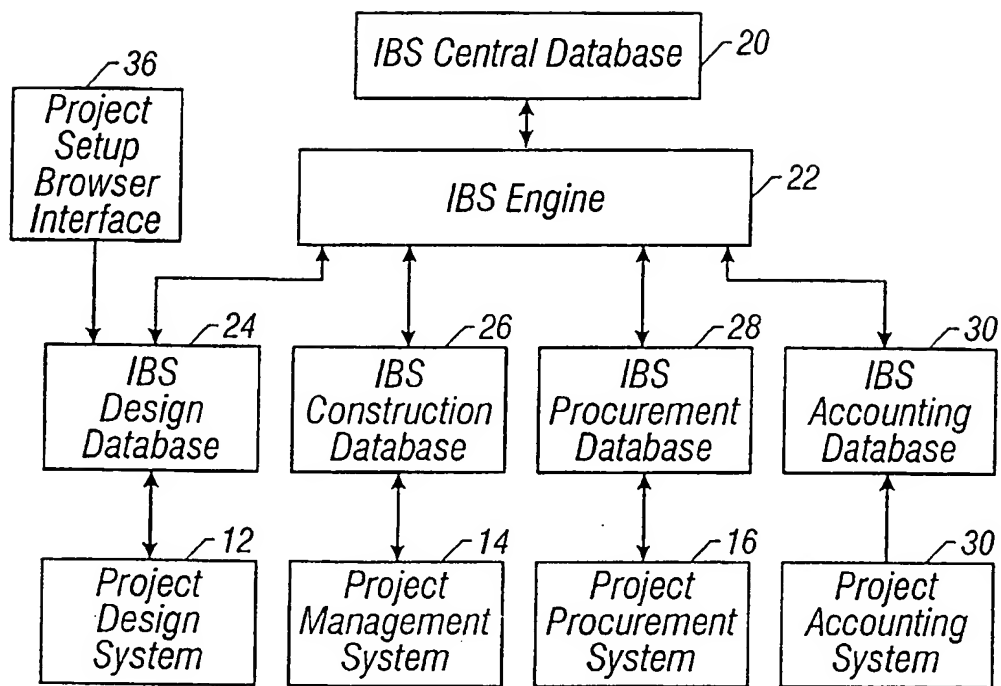 IBS Central Database
20
36
Project
Setup
Browser
Interface
IBS Engine
22
24
IBS
Design
Database
26
IBS
Construction
Database
28
IBS
Procurement
Database
30
IBS
Accounting
Database
12
Project
Design
System
14
Project
Management
System
16
Project
Procurement
System
30
Project
Accounting
System